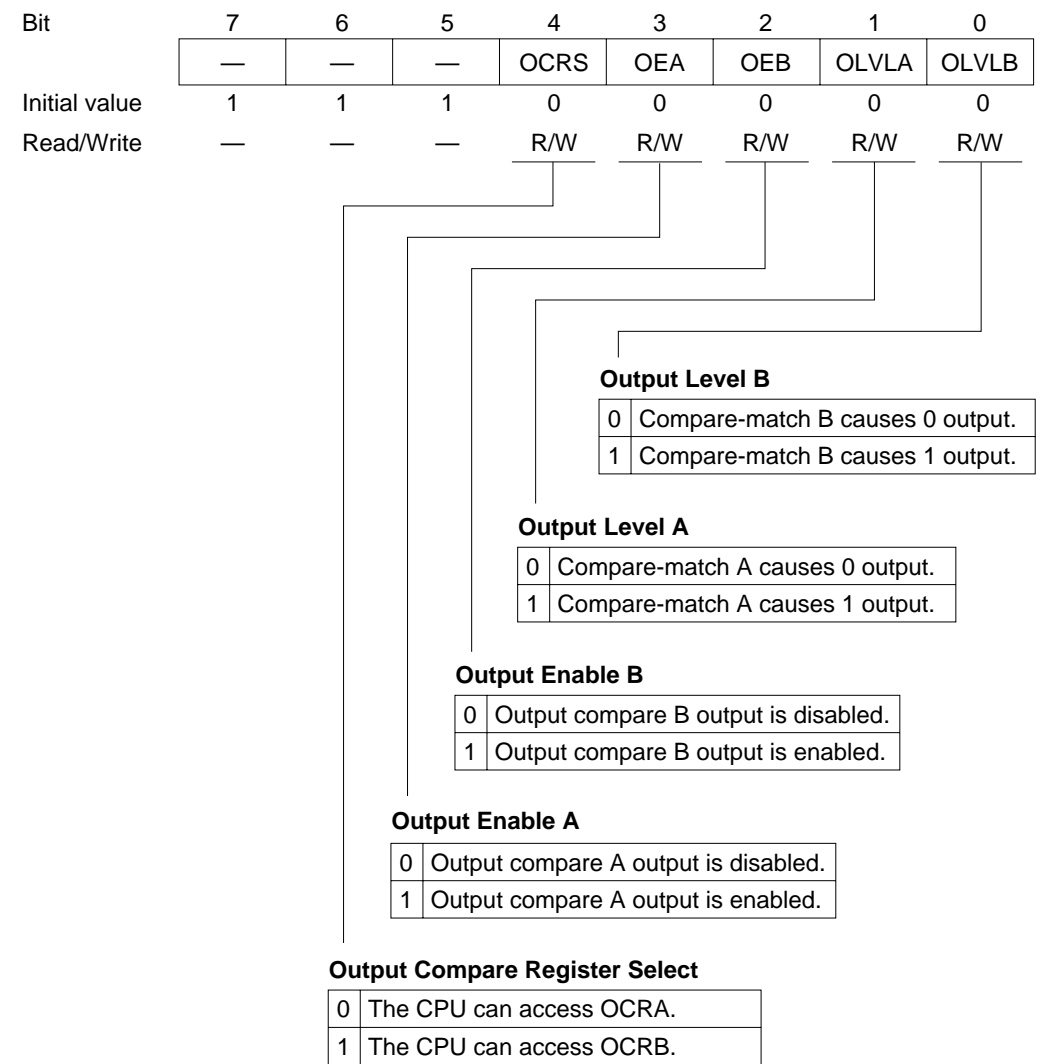 Bit 7 6 5 4 3 2 1 0
— — — OCRS OEA OEB OLVLA OLVLB
Initial value 1 1 1 0 0 0 0 0
Read/Write — — — R/W R/W R/W R/W R/W
Output Level B
0 Compare-match B causes 0 output.
1 Compare-match B causes 1 output.
Output Level A
0 Compare-match A causes 0 output.
1 Compare-match A causes 1 output.
Output Enable B
0 Output compare B output is disabled.
1 Output compare B output is enabled.
Output Enable A
0 Output compare A output is disabled.
1 Output compare A output is enabled.
Output Compare Register Select
0 The CPU can access OCRA.
1 The CPU can access OCRB.